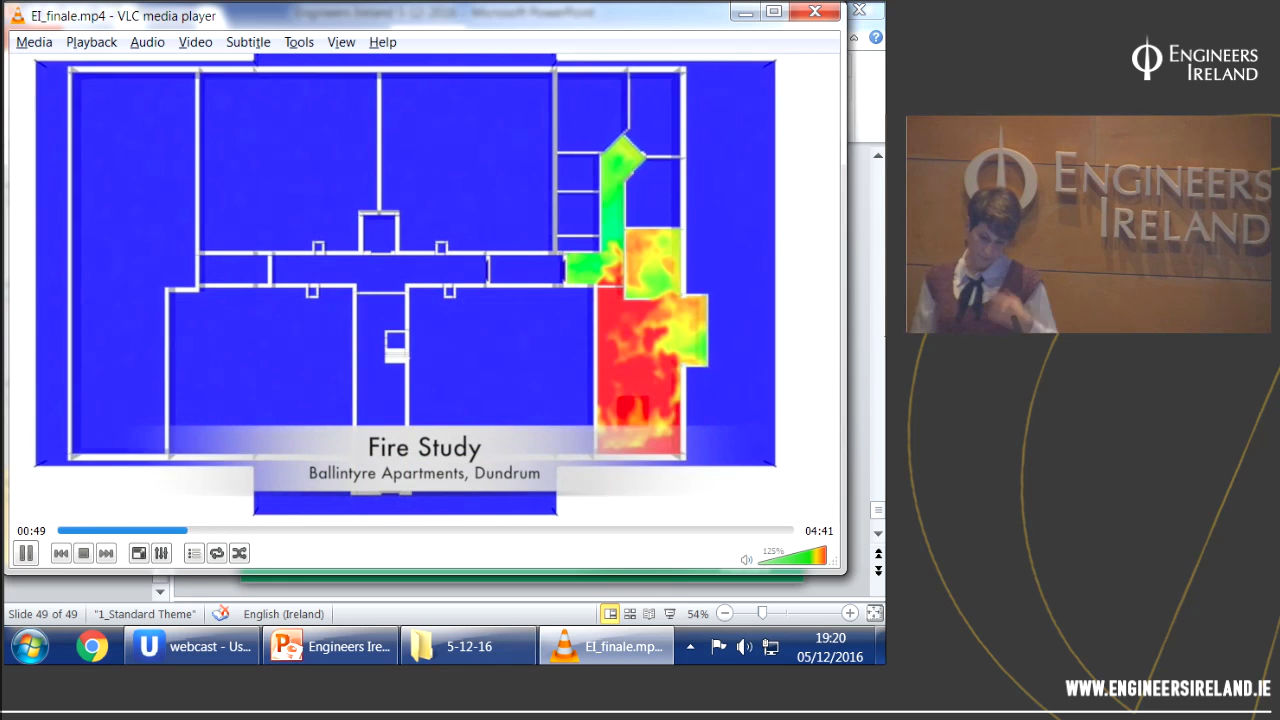 EI_finale.mp4 - VLC media player
Engineers Ireland 5-12-2016 - Microsoft PowerPoint
Media Playback Audio Video Subtitle Tools View Help
Fire Study
Ballintyre Apartments, Dundrum
00:49
04:41
125%
Slide 49 of 49
"1_Standard Theme"
English (Ireland)
54%
webcast - Us...
Engineers Ire...
5-12-16
EI_finale.mp...
19:20
05/12/2016
ENGINEERS
IRELAND
ENGINEERS
IRELAND
WWW.ENGINEERSIRELAND.IE